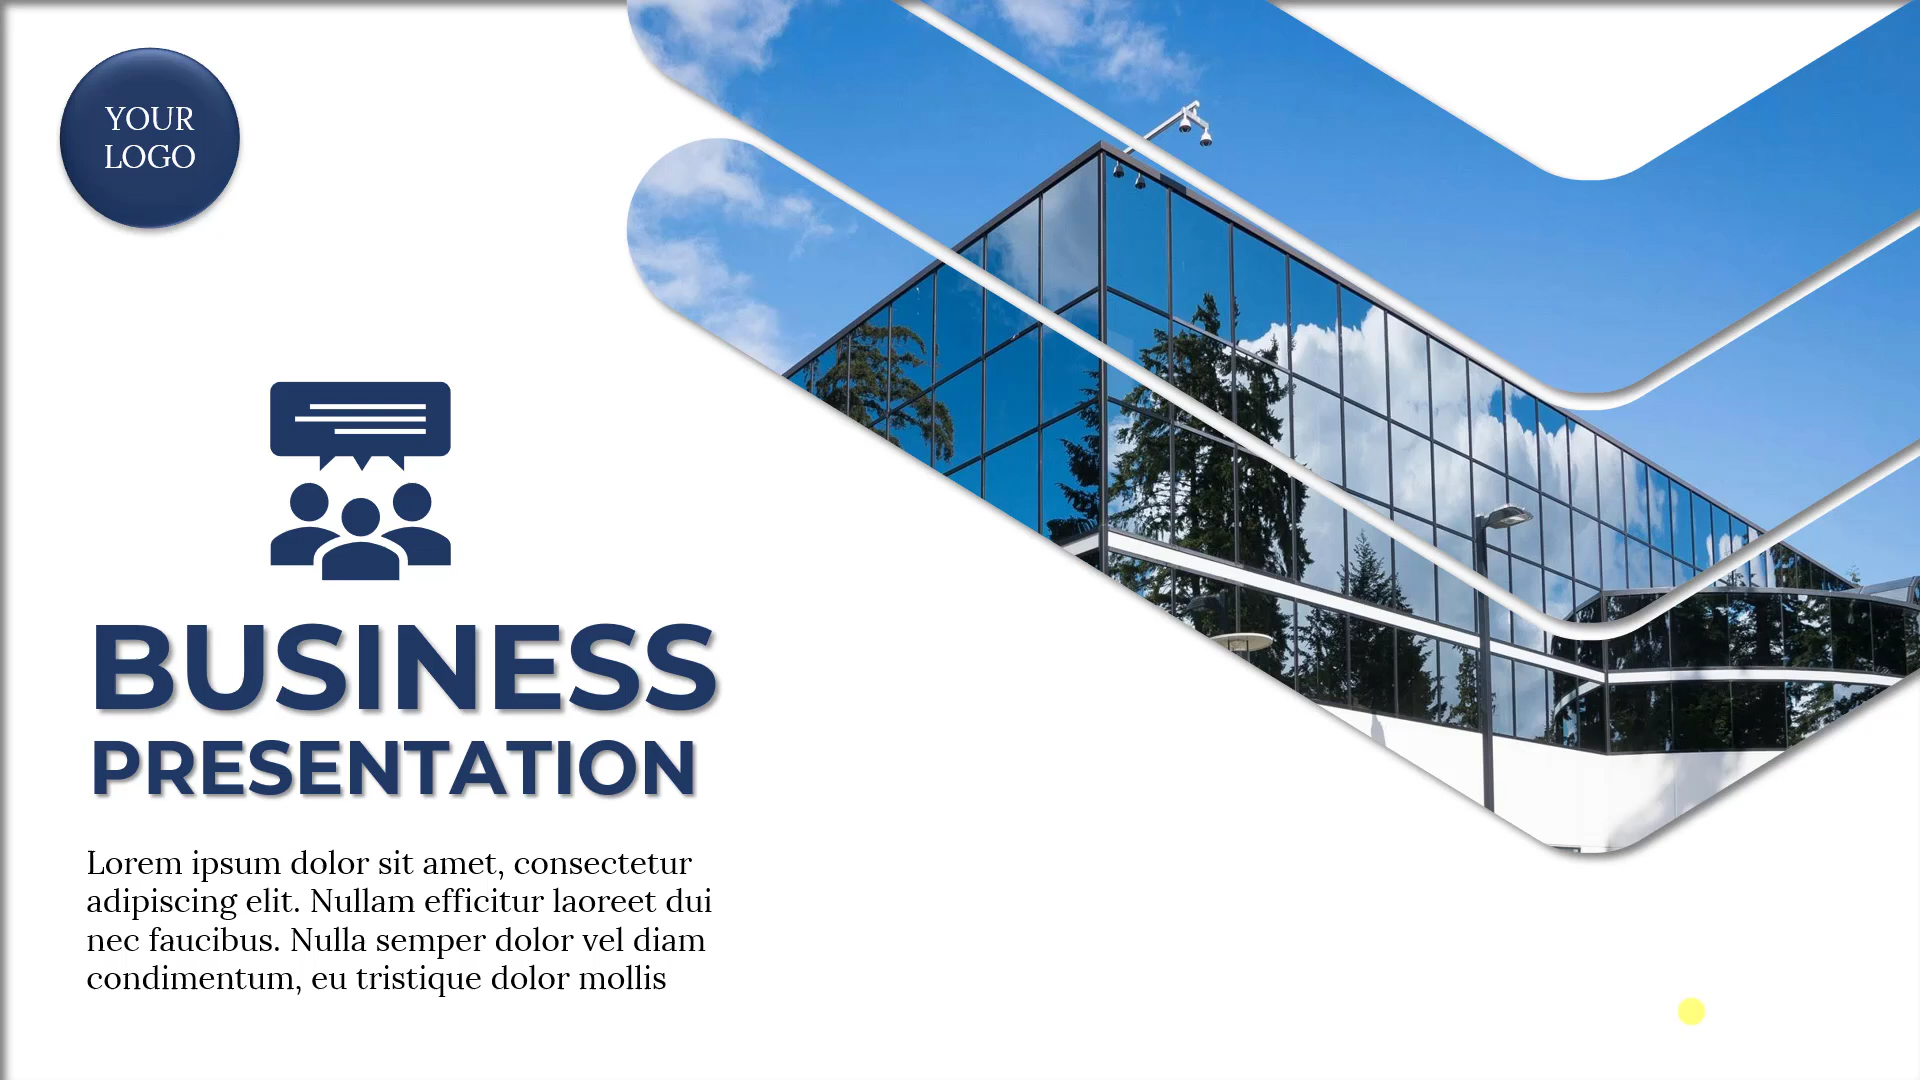 YOUR
LOGO
BUSINESS
PRESENTATION
Lorem ipsum dolor sit amet, consectetur
adipiscing elit. Nullam efficitur laoreet dui
nec faucibus. Nulla semper dolor vel diam
condimentum, eu tristique dolor mollis